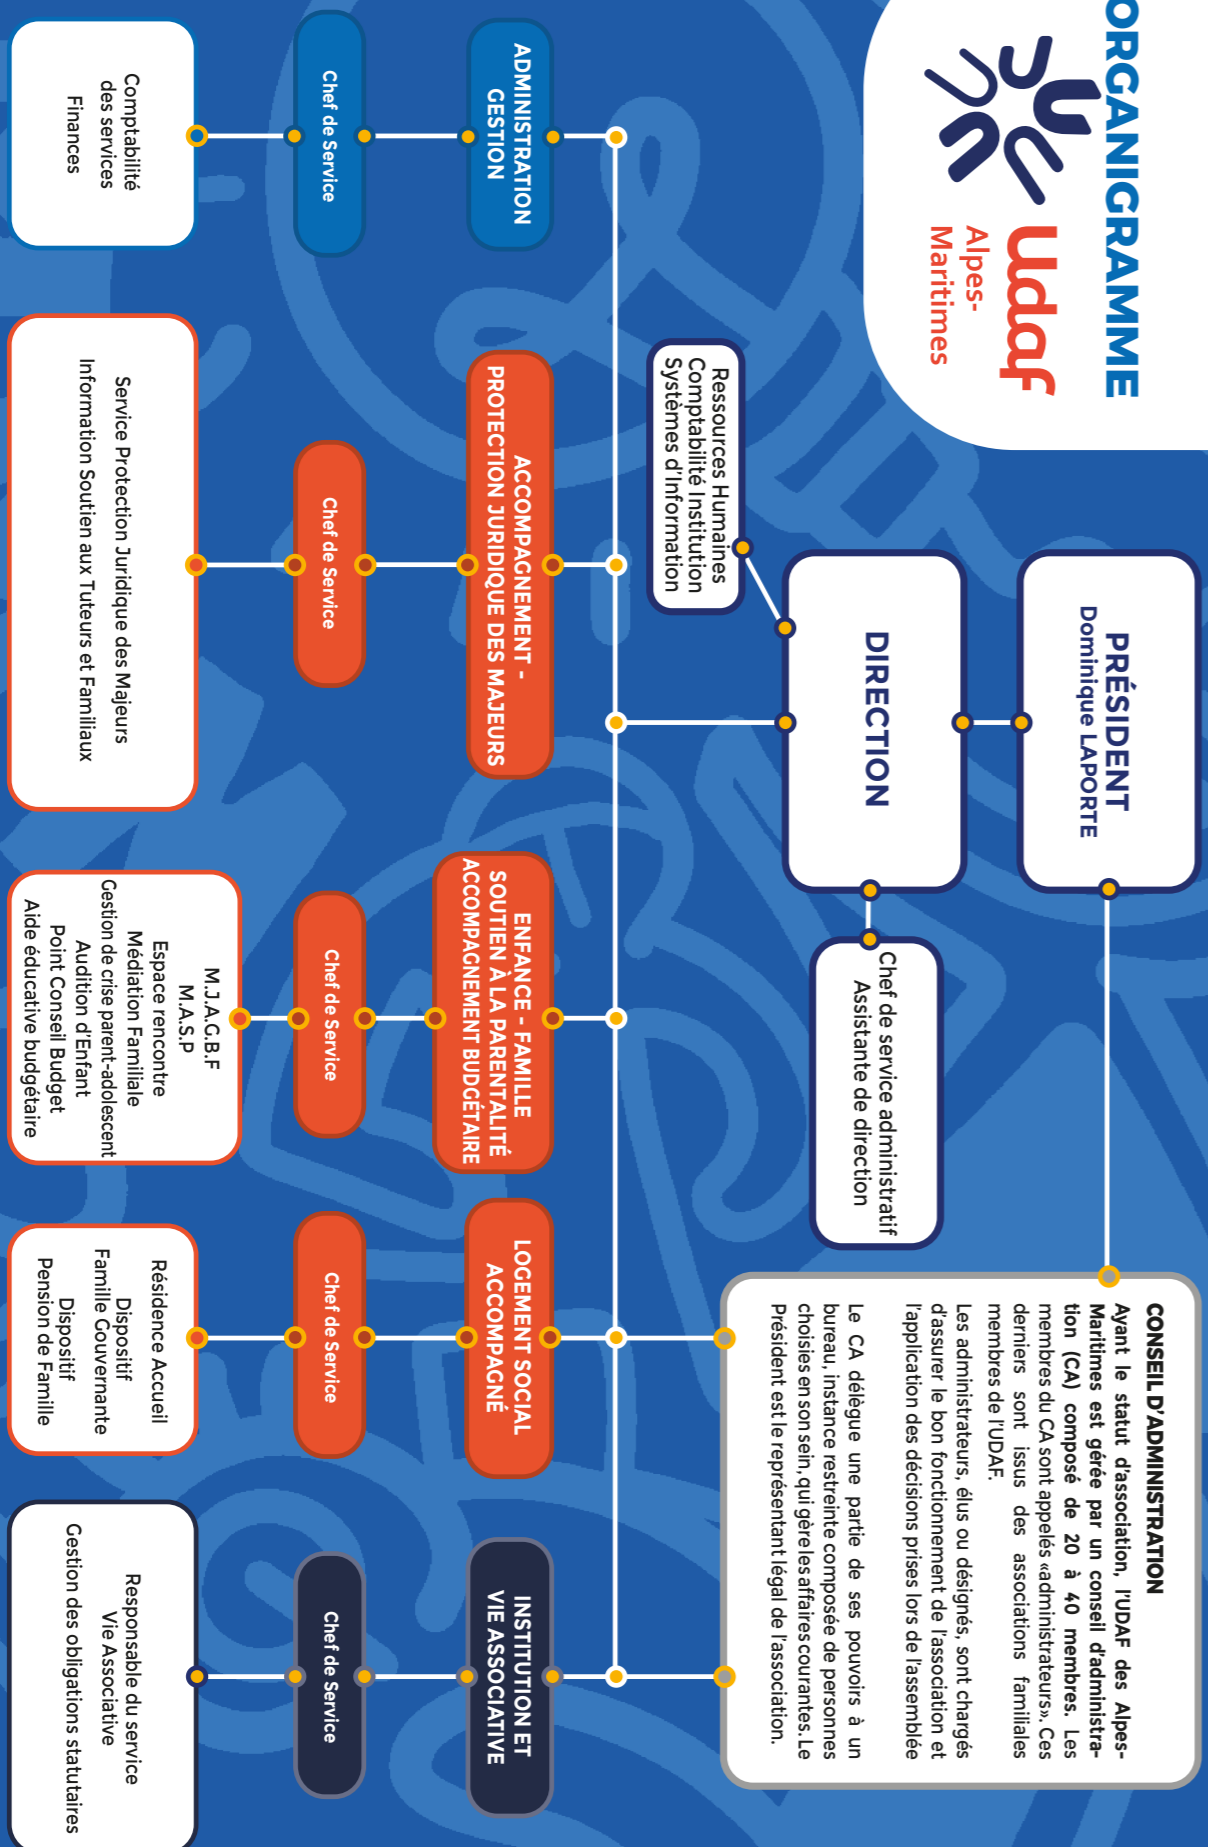 ORGANIGRAMME
Udaf
Alpes-
Maritimes
PRÉSIDENT
Dominique LAPORTE
CONSEIL D'ADMINISTRATION
Ayant le statut d'association, l'UDAF des Alpes-
Maritimes est gérée par un conseil d'administra-
tion (CA) composé de 20 à 40 membres. Les
membres du CA sont appelés «administrateurs». Ces
derniers sont issus des associations familiales
membres de l'UDAF.
Les administrateurs, élus ou désignés, sont chargés
d'assurer le bon fonctionnement de l'association et
l'application des décisions prises lors de l'assemblée
Le CA délègue une partie de ses pouvoirs à un
bureau, instance restreinte composée de personnes
choisies en son sein, qui gère les affaires courantes. Le
Président est le représentant légal de l'association.
DIRECTION
Chef de service administratif
Assistante de direction
Ressources Humaines
Comptabilité Institution
Systèmes d'Information
ADMINISTRATION
GESTION
Chef de Service
Comptabilité
des services
Finances
ACCOMPAGNEMENT -
PROTECTION JURIDIQUE DES MAJEURS
Chef de Service
Service Protection Juridique des Majeurs
Information Soutien aux Tuteurs et Familiaux
ENFANCE - FAMILLE
SOUTIEN À LA PARENTALITÉ
ACCOMPAGNEMENT BUDGÉTAIRE
Chef de Service
M.J.A.G.B.F
M.A.S.P
Espace rencontre
Médiation Familiale
Gestion de crise parent-adolescent
Audition d'Enfant
Point Conseil Budget
Aide éducative budgétaire
LOGEMENT SOCIAL
ACCOMPAGNÉ
Chef de Service
Résidence Accueil
Dispositif
Famille Gouvernante
Dispositif
Pension de Famille
INSTITUTION ET
VIE ASSOCIATIVE
Chef de Service
Responsable du service
Vie Associative
Gestion des obligations statutaires